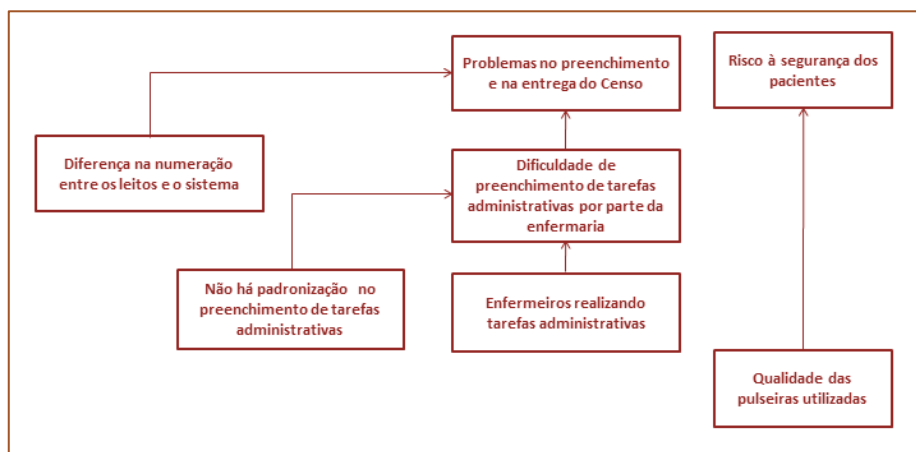 Problemas no preenchimento
e na entrega do Censo
Risco à segurança dos
pacientes
Diferença na numeração
entre os leitos e o sistema
Dificuldade de
preenchimento de tarefas
administrativas por parte da
enfermaria
Não há padronização no
preenchimento de tarefas
administrativas
Enfermeiros realizando
tarefas administrativas
Qualidade das
pulseiras utilizadas